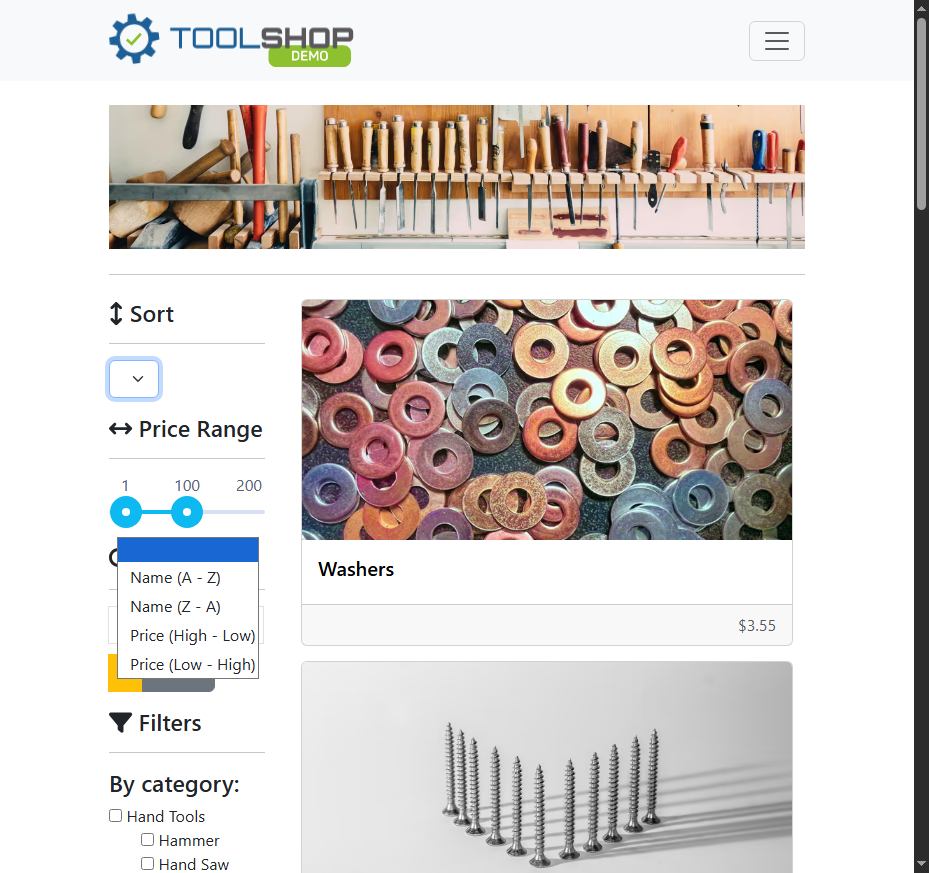 TOOLSHOP
DEMO
Sort
Price Range
1 100 200
Name (A - Z)
Name (Z - A)
Price (High - Low)
Price (Low - High)
Filters
By category:
Hand Tools
Hammer
Hand Saw
Washers
$3.55